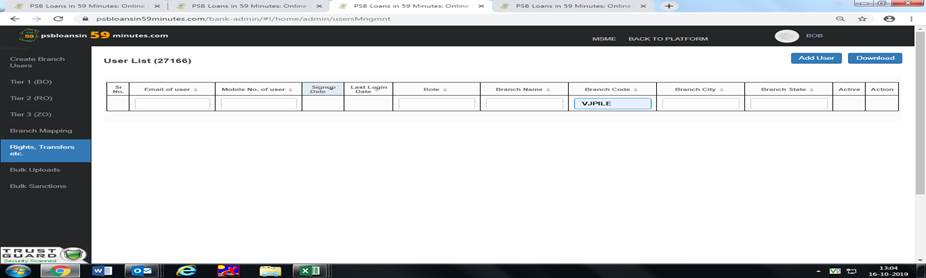 PSB Loans in 59 Minutes: Online PSB Loans in 59 Minutes: Online PSB Loans in 59 Minutes: Online PSB Loans in 59 Minutes: Online
psbloansin59minutes.com/bank-admin/#!/home/admin/usersMngmnt
59 psbloansin 59 minutes.com MSME BACK TO PLATFORM BOB
Create Branch Users
Tier 1 (BO)
Tier 2 (RO)
Tier 3 (ZO)
Branch Mapping
Rights, Transfers etc.
Bulk Uploads
Bulk Sanctions
User List (27166) Add User Download
Sr No. Email of user Mobile No. of user Signup Date Last Login Date Role Branch Name Branch Code Branch City Branch State Active Action
VJPILE
TRUST
GUARD
Security Scanned
13:04
16-10-2019